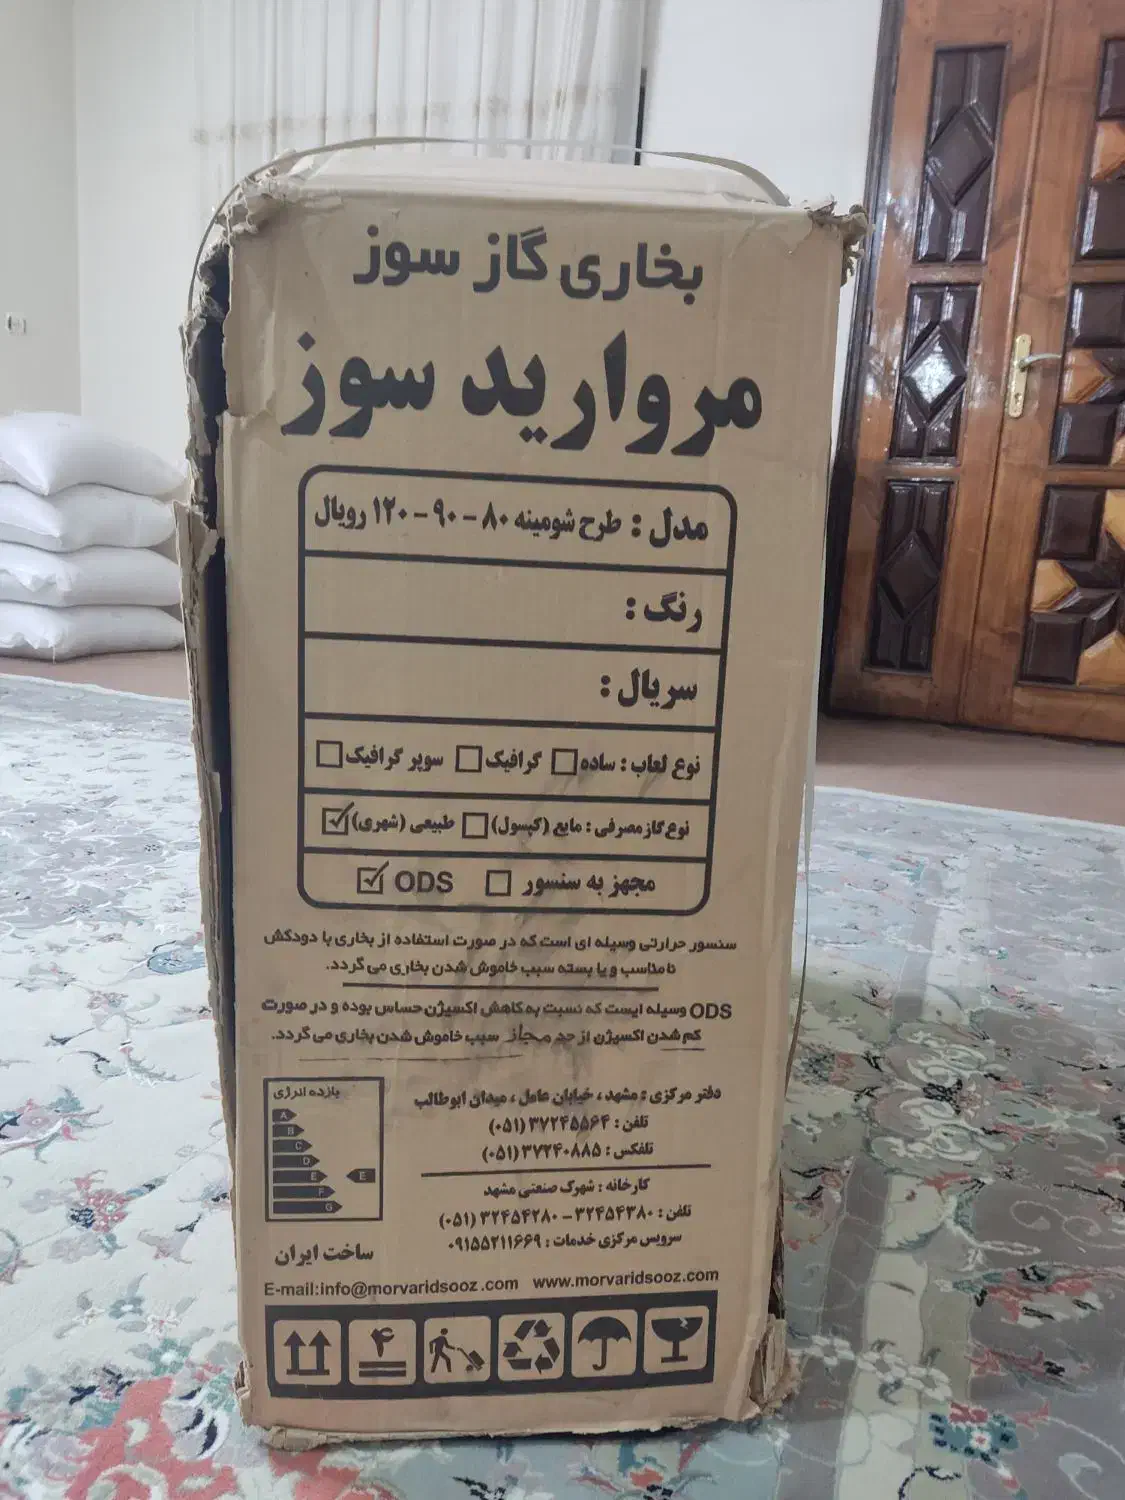 بخاری گاز سوز
مروارید سوز
مدل : طرح شومینه ۸۰ - ۹۰ - ۱۲۰ رویال
رنگ :
سریال :
نوع لعاب : ساده گرافیک سوپر گرافیک
نوع گاز مصرفی : مایع (کپسول) طبیعی (شهری)
مجهز به سنسور ODS
سنسور حرارتی وسیله ای است که در صورت استفاده از بخاری با دودکش
نامناسب و یا بسته سبب خاموش شدن بخاری می گردد.
ODS وسیله ایست که نسبت به کاهش اکسیژن حساس بوده و در صورت
کم شدن اکسیژن از حد مجاز سبب خاموش شدن بخاری می گردد.
بازده انرژی
A
B
C
D
E E
F
G
ساخت ایران
دفتر مرکزی : مشهد ، خیابان عامل ، میدان ابوطالب
تلفن : ۳۷۲۴۵۵۶۴ (۰۵۱)
تلفکس : ۳۷۲۴۰۸۸۵ (۰۵۱)
کارخانه : شهرک صنعتی مشهد
تلفن : ۳۲۴۵۴۳۸۰ - ۳۲۴۵۴۲۸۰ (۰۵۱)
سرویس مرکزی خدمات : ۰۹۱۵۵۲۱۱۶۶۹
E-mail:info@morvaridsooz.com www.morvaridsooz.com
۴